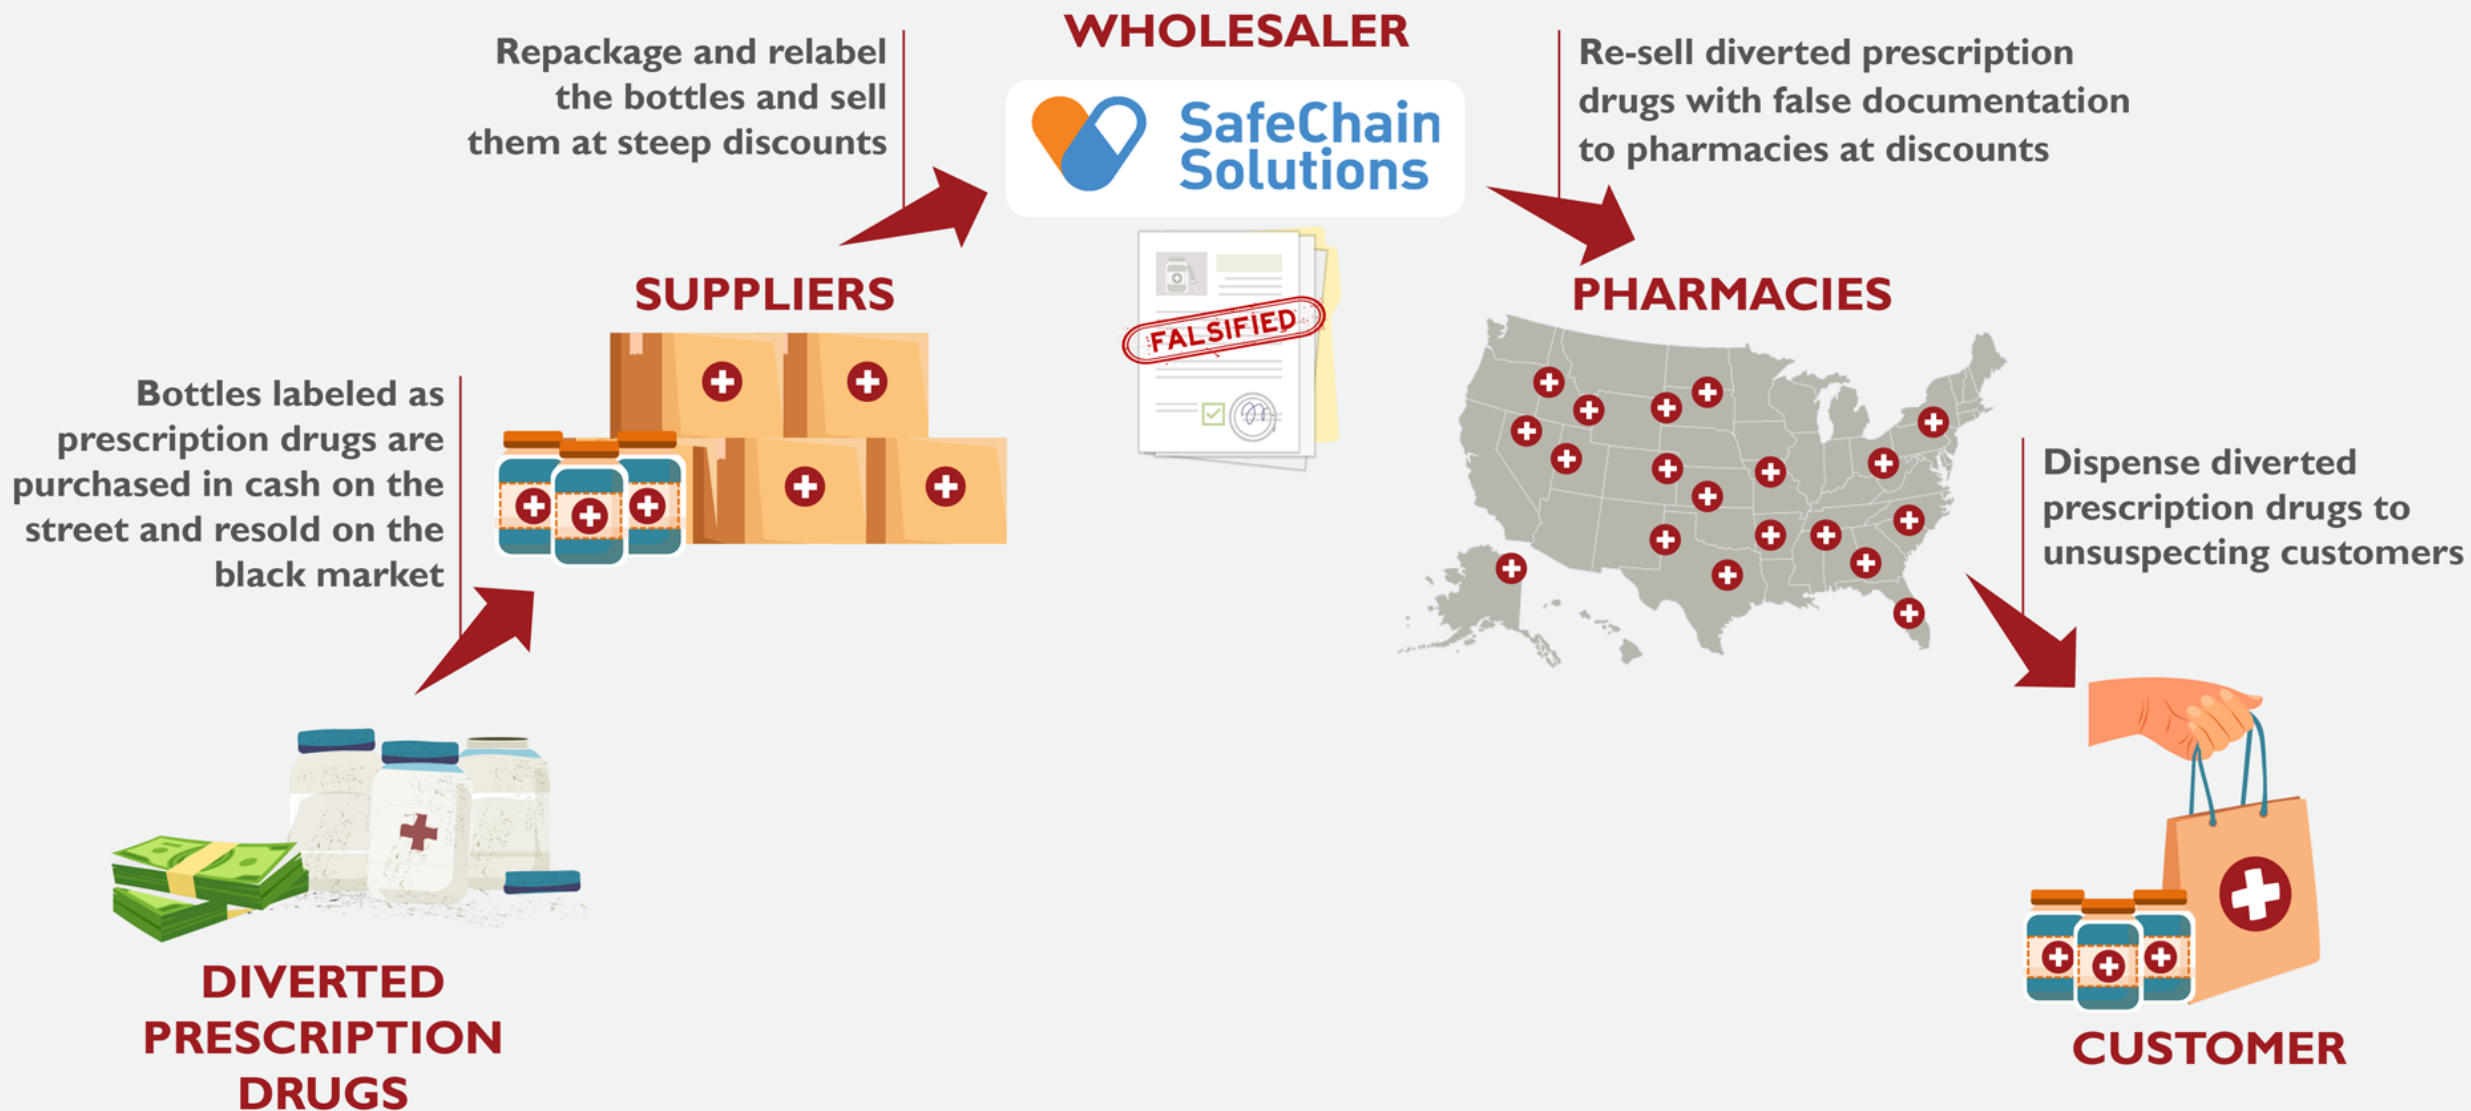 WHOLESALER
Repackage and relabel
the bottles and sell
them at steep discounts
SafeChain
Solutions
Re-sell diverted prescription
drugs with false documentation
to pharmacies at discounts
SUPPLIERS
FALSIFIED
PHARMACIES
Bottles labeled as
prescription drugs are
purchased in cash on the
street and resold on the
black market
Dispense diverted
prescription drugs to
unsuspecting customers
DIVERTED
PRESCRIPTION
DRUGS
CUSTOMER